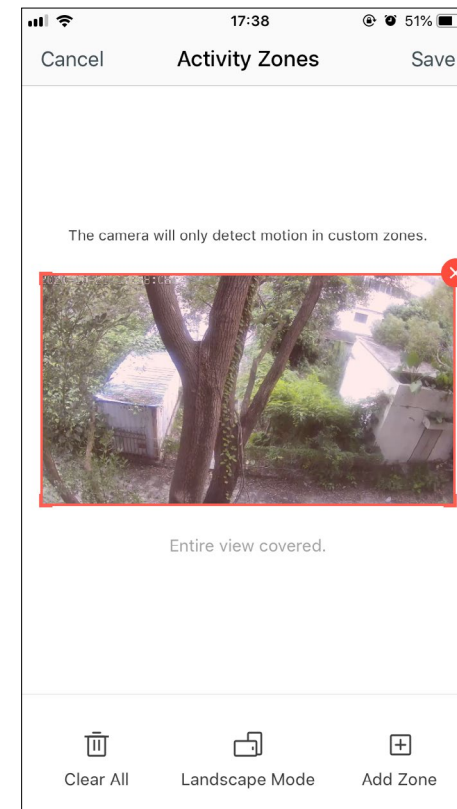 17:38
51%
Cancel
Activity Zones
Save
The camera will only detect motion in custom zones.
Entire view covered.
Clear All
Landscape Mode
Add Zone